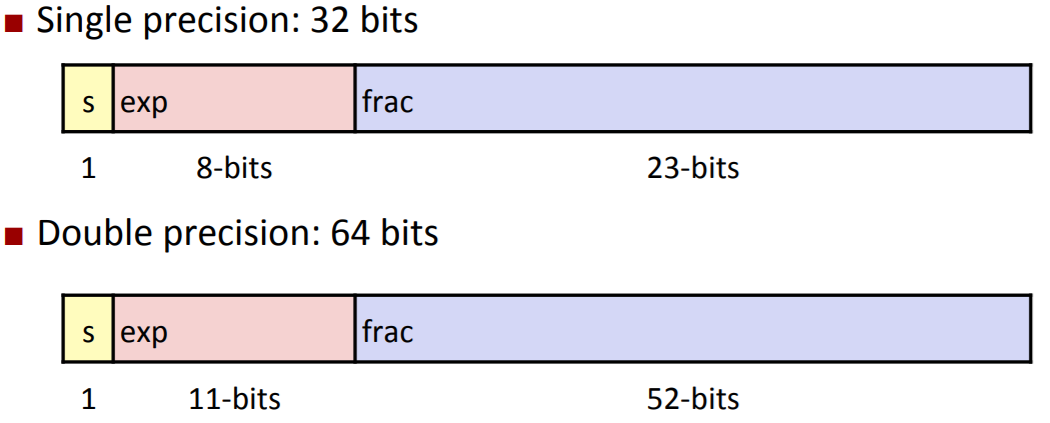 Single precision: 32 bits
s exp frac
1 8-bits 23-bits
Double precision: 64 bits
s exp frac
1 11-bits 52-bits